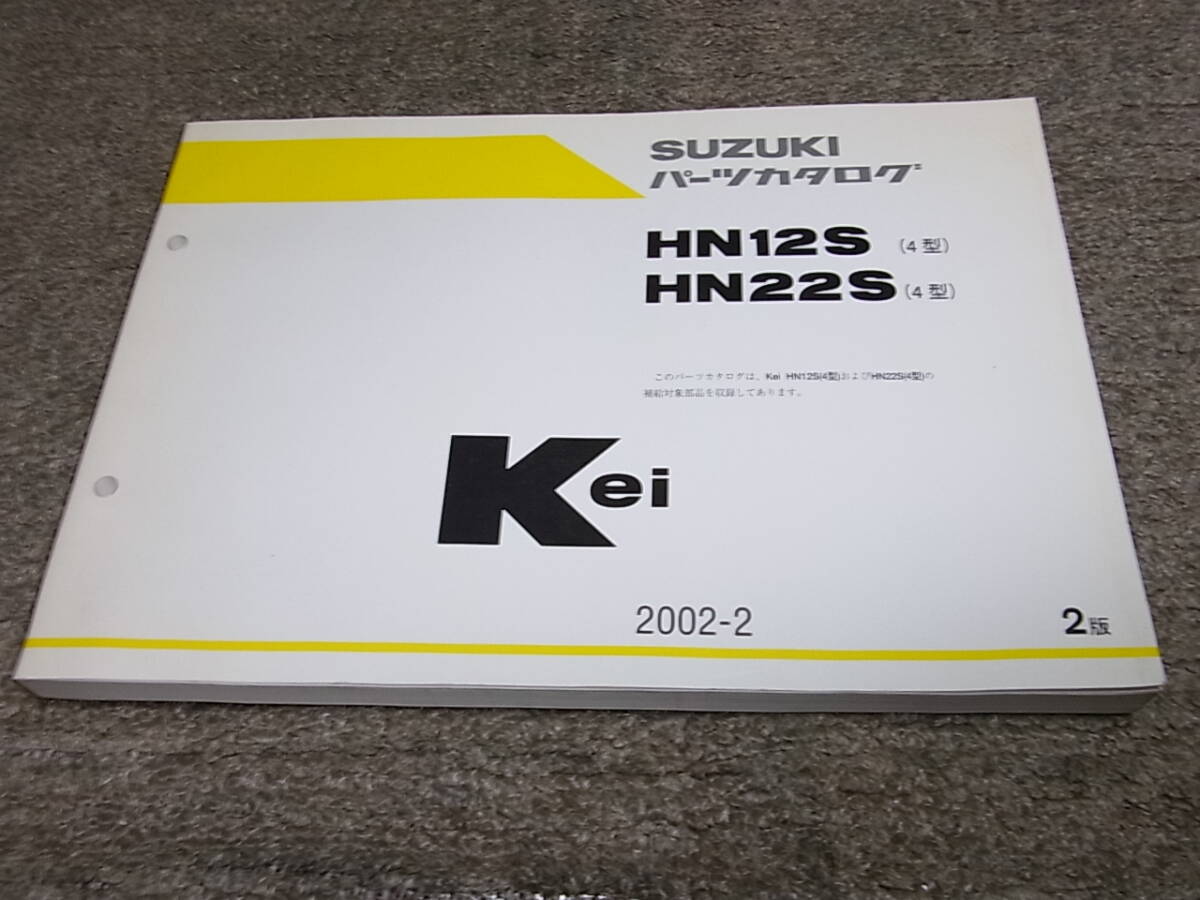 SUZUKI
パーツカタログ
HN12S (4型)
HN22S (4型)
このパーツカタログは、Kei HN12S(4型)およびHN22S(4型)の
補給対象部品を収録してあります。
Kei
2002-2
2版